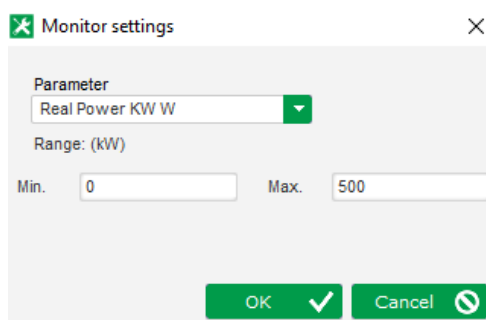 Monitor settings
Parameter
Real Power KW W
Range: (kW)
Min. 0 Max. 500
OK Cancel